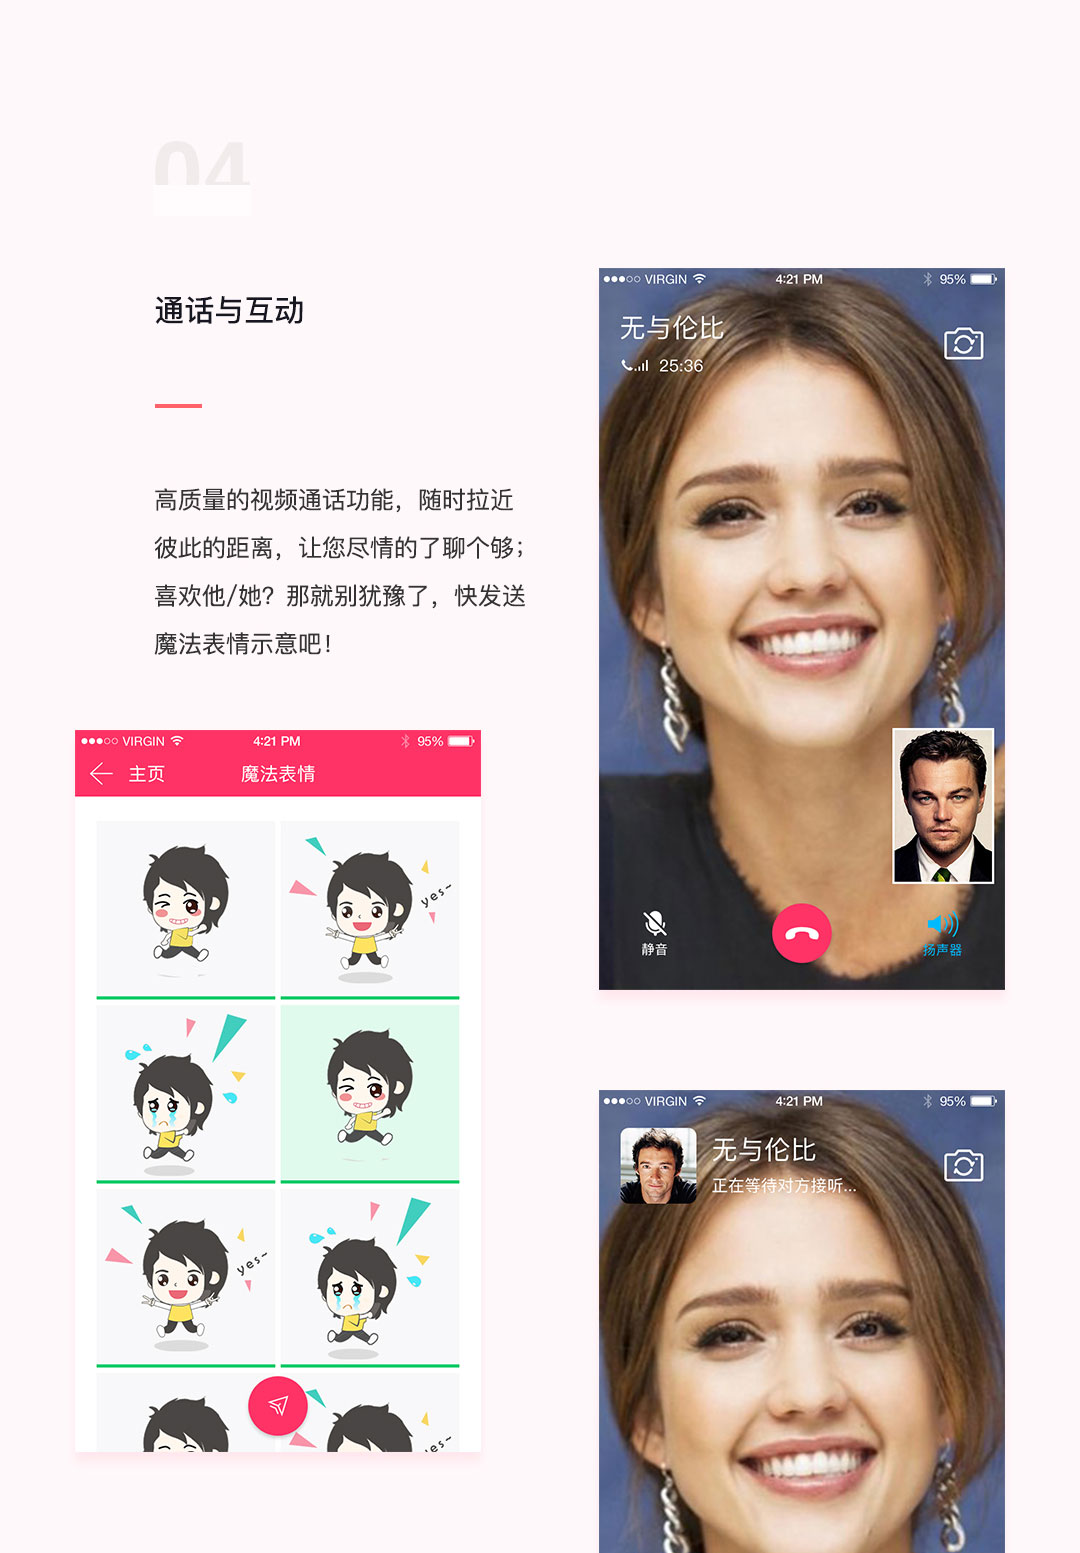 04
通话与互动
高质量的视频通话功能，随时拉近
彼此的距离，让您尽情的了聊个够；
喜欢他/她？那就别犹豫了，快发送
魔法表情示意吧！
VIRGIN 4:21 PM 95%
主页 魔法表情
yes~
yes~
yes~
VIRGIN 4:21 PM 95%
无与伦比
25:36
静音
扬声器
VIRGIN 4:21 PM 95%
无与伦比
正在等待对方接听...